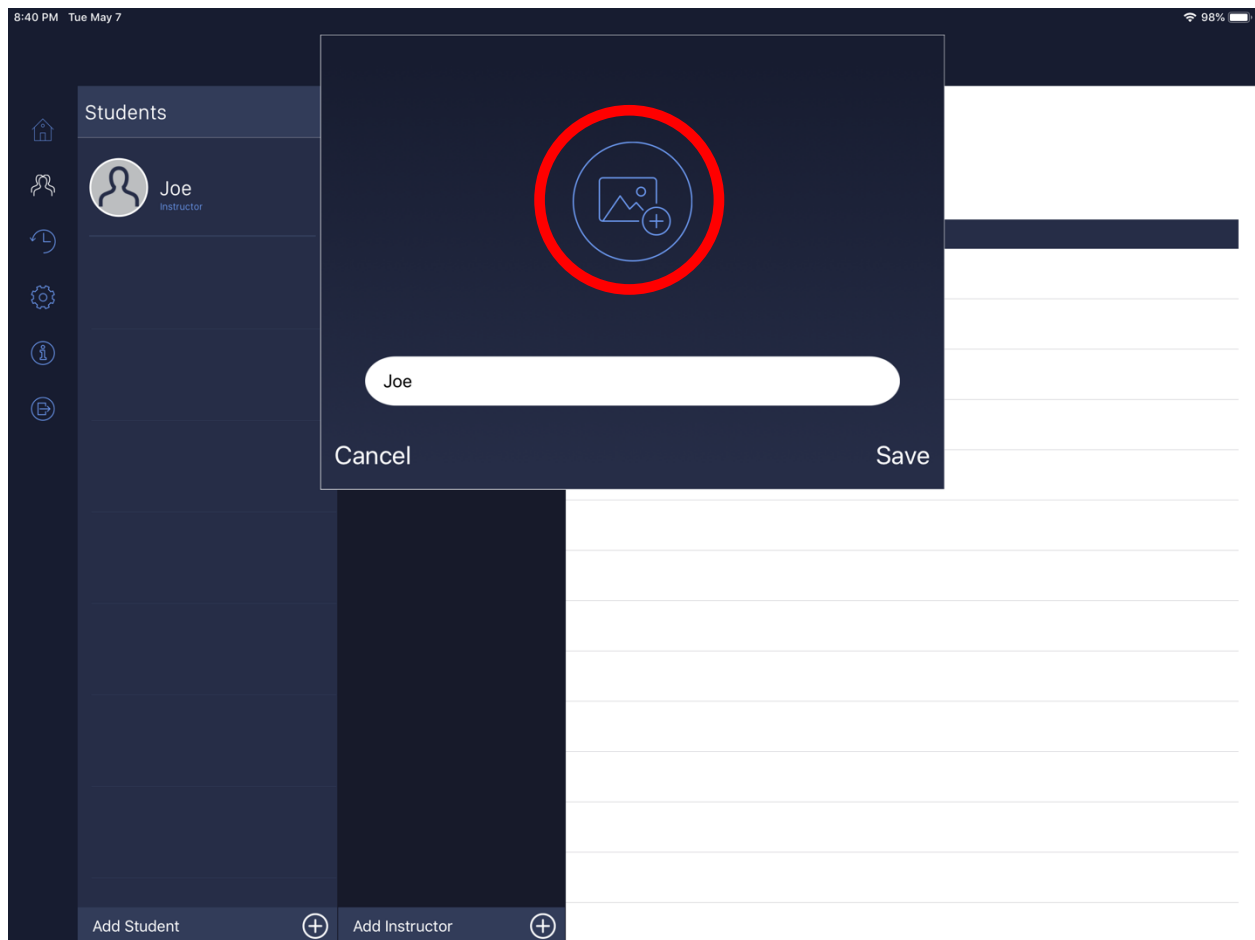 8:40 PM Tue May 7
98%
Students
Joe
Instructor
Joe
Cancel
Save
Add Student
Add Instructor